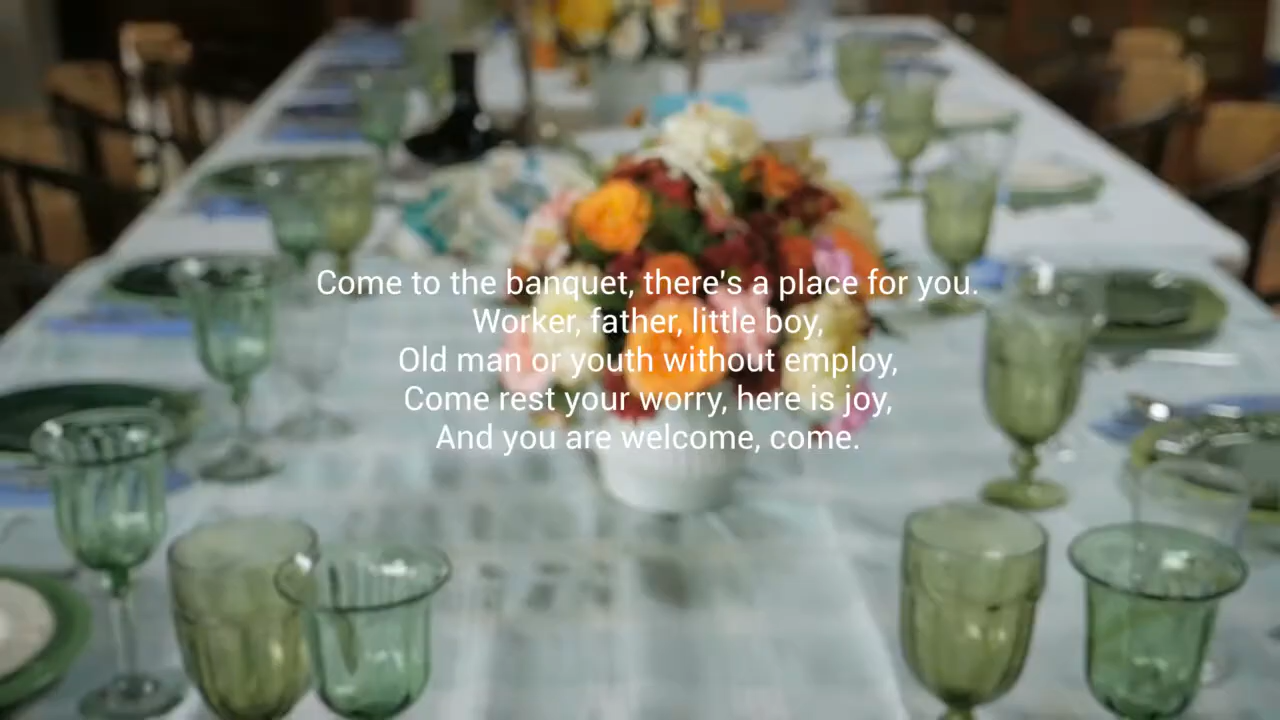 Come to the banquet, there's a place for you.
Worker, father, little boy,
Old man or youth without employ,
Come rest your worry, here is joy,
And you are welcome, come.